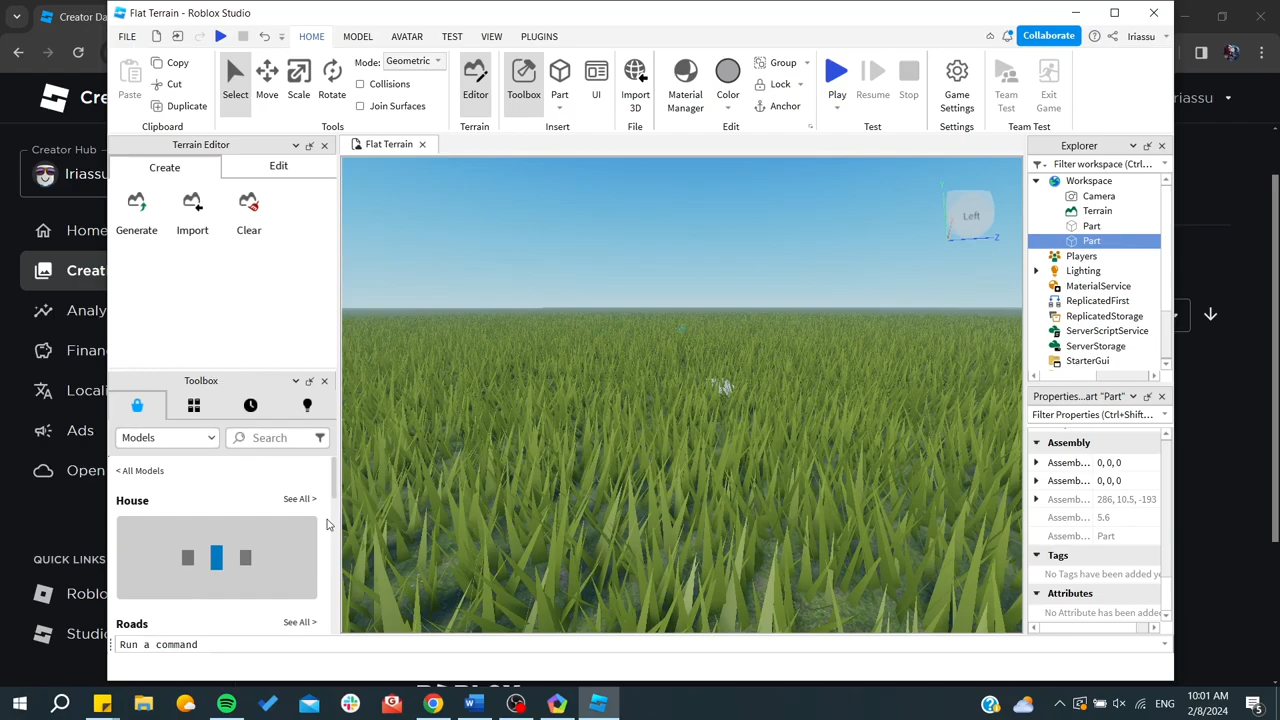 Creator
Flat Terrain - Roblox Studio
FILE HOME MODEL AVATAR TEST VIEW PLUGINS Collaborate Iriassu
Copy Mode: Geometric Group
Paste Cut Select Move Scale Rotate Collisions Editor Toolbox Part UI Import 3D Material Manager Color Lock Play Resume Stop Game Settings Team Test Exit Game
Duplicate Join Surfaces Anchor
Clipboard Tools Terrain Insert File Edit Test Settings Team Test
Cre
Creator Hub
Iriassu
Home
Creat
Analy
Finan
Locali
Ads
Open
QUICK LINKS
Roblo
Studi
Terrain Editor
Create Edit
Generate Import Clear
Toolbox
Models Search
< All Models
House See All >
Roads See All >
Run a command
Flat Terrain
Left
Z
Explorer
Filter workspace (Ctrl...
Workspace
Camera
Terrain
Part
Part
Players
Lighting
MaterialService
ReplicatedFirst
ReplicatedStorage
ServerScriptService
ServerStorage
StarterGui
Properties...art "Part"
Filter Properties (Ctrl+Shift...
Assembly
Assemb... 0, 0, 0
Assemb... 0, 0, 0
Assemb... 286, 10.5, -193
Assemb... 5.6
Assemb... Part
Tags
No Tags have been added ye
Attributes
No Attribute has been added
assu
ENG 10:01 AM
2/8/2024
5